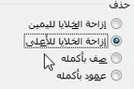 حذف
إزاحة الخلايا لليمين
إزاحة الخلايا للأعلى
صف بأكمله
عمود بأكمله